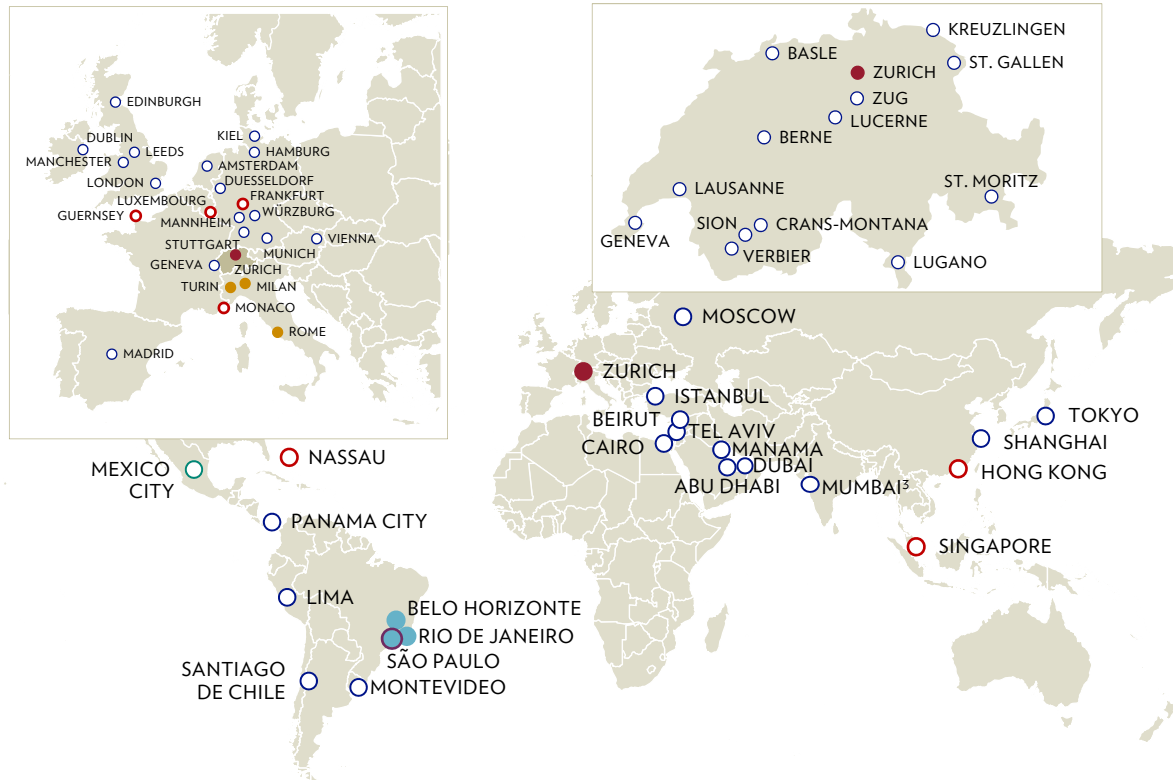 EDINBURGH
DUBLIN
KIEL
MANCHESTER
LEEDS
HAMBURG
AMSTERDAM
LONDON
DUESSELDORF
LUXEMBOURG
FRANKFURT
GUERNSEY
MANNHEIM
WÜRZBURG
STUTTGART
VIENNA
MUNICH
GENEVA
ZURICH
TURIN
MILAN
MONACO
ROME
MADRID
KREUZLINGEN
BASLE
ST. GALLEN
ZURICH
ZUG
LUCERNE
BERNE
LAUSANNE
ST. MORITZ
SION
CRANS-MONTANA
GENEVA
VERBIER
LUGANO
MOSCOW
ZURICH
ISTANBUL
BEIRUT
TEL AVIV
CAIRO
MANAMA
DUBAI
ABU DHABI
MUMBAI³
TOKYO
SHANGHAI
HONG KONG
SINGAPORE
MEXICO
CITY
NASSAU
PANAMA CITY
LIMA
BELO HORIZONTE
RIO DE JANEIRO
SÃO PAULO
SANTIAGO
DE CHILE
MONTEVIDEO